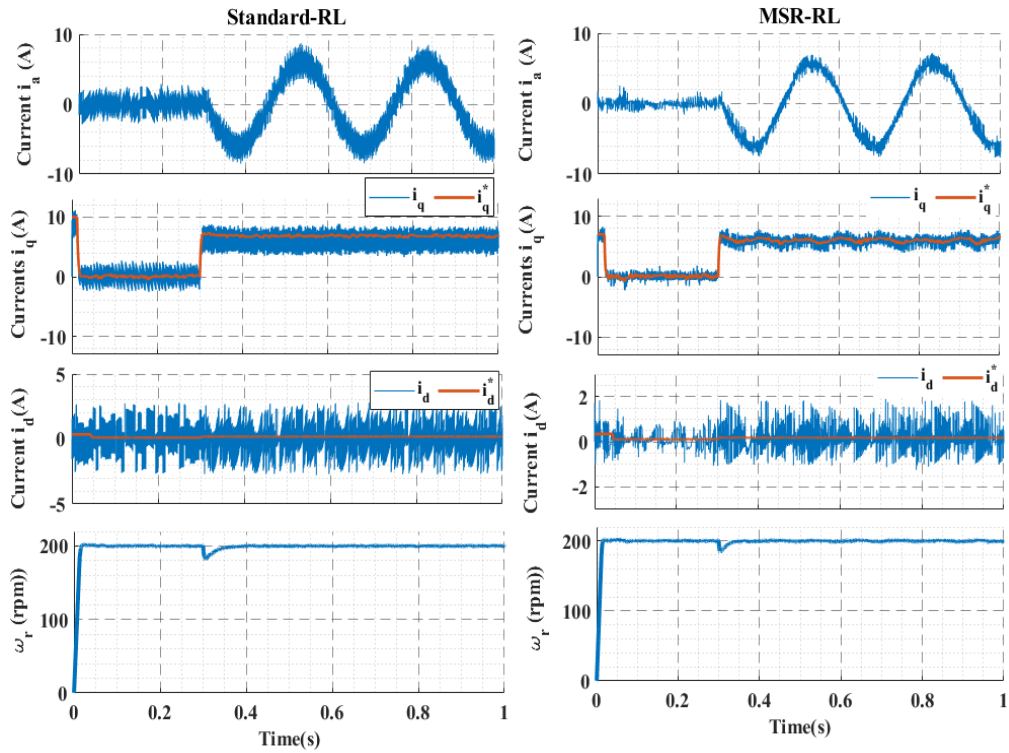 Standard-RL
10
0
-10
Current i_a (A)
i_q i_q^*
10
0
-10
Currents i_q(A)
i_d i_d^*
5
0
-5
Current i_d(A)
200
100
0
ω_r (rpm))
0 0.2 0.4 0.6 0.8 1
Time(s)
MSR-RL
10
0
-10
Current i_a (A)
i_q i_q^*
10
0
-10
Currents i_q (A)
i_d i_d^*
2
0
-2
Current i_d (A)
200
100
0
ω_r (rpm))
0 0.2 0.4 0.6 0.8 1
Time(s)